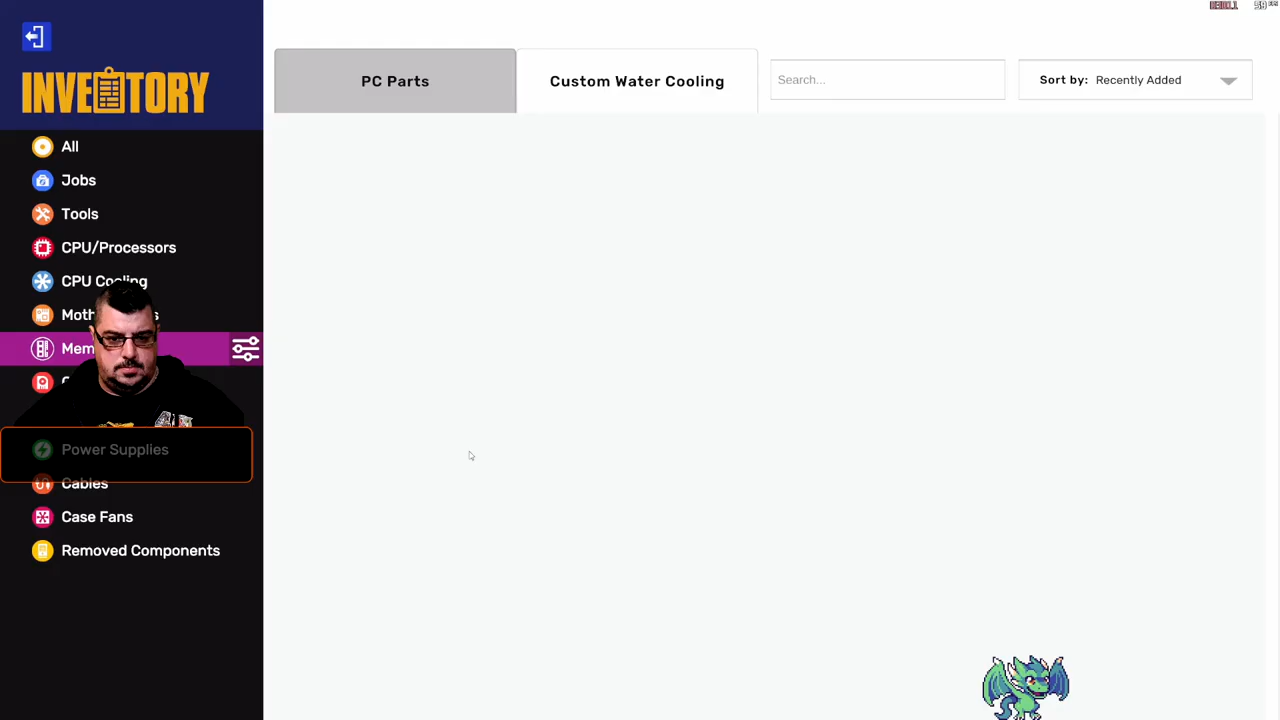 INVENTORY
PC Parts
Custom Water Cooling
Search...
Sort by: Recently Added
All
Jobs
Tools
CPU/Processors
CPU Cooling
Power Supplies
Cables
Case Fans
Removed Components